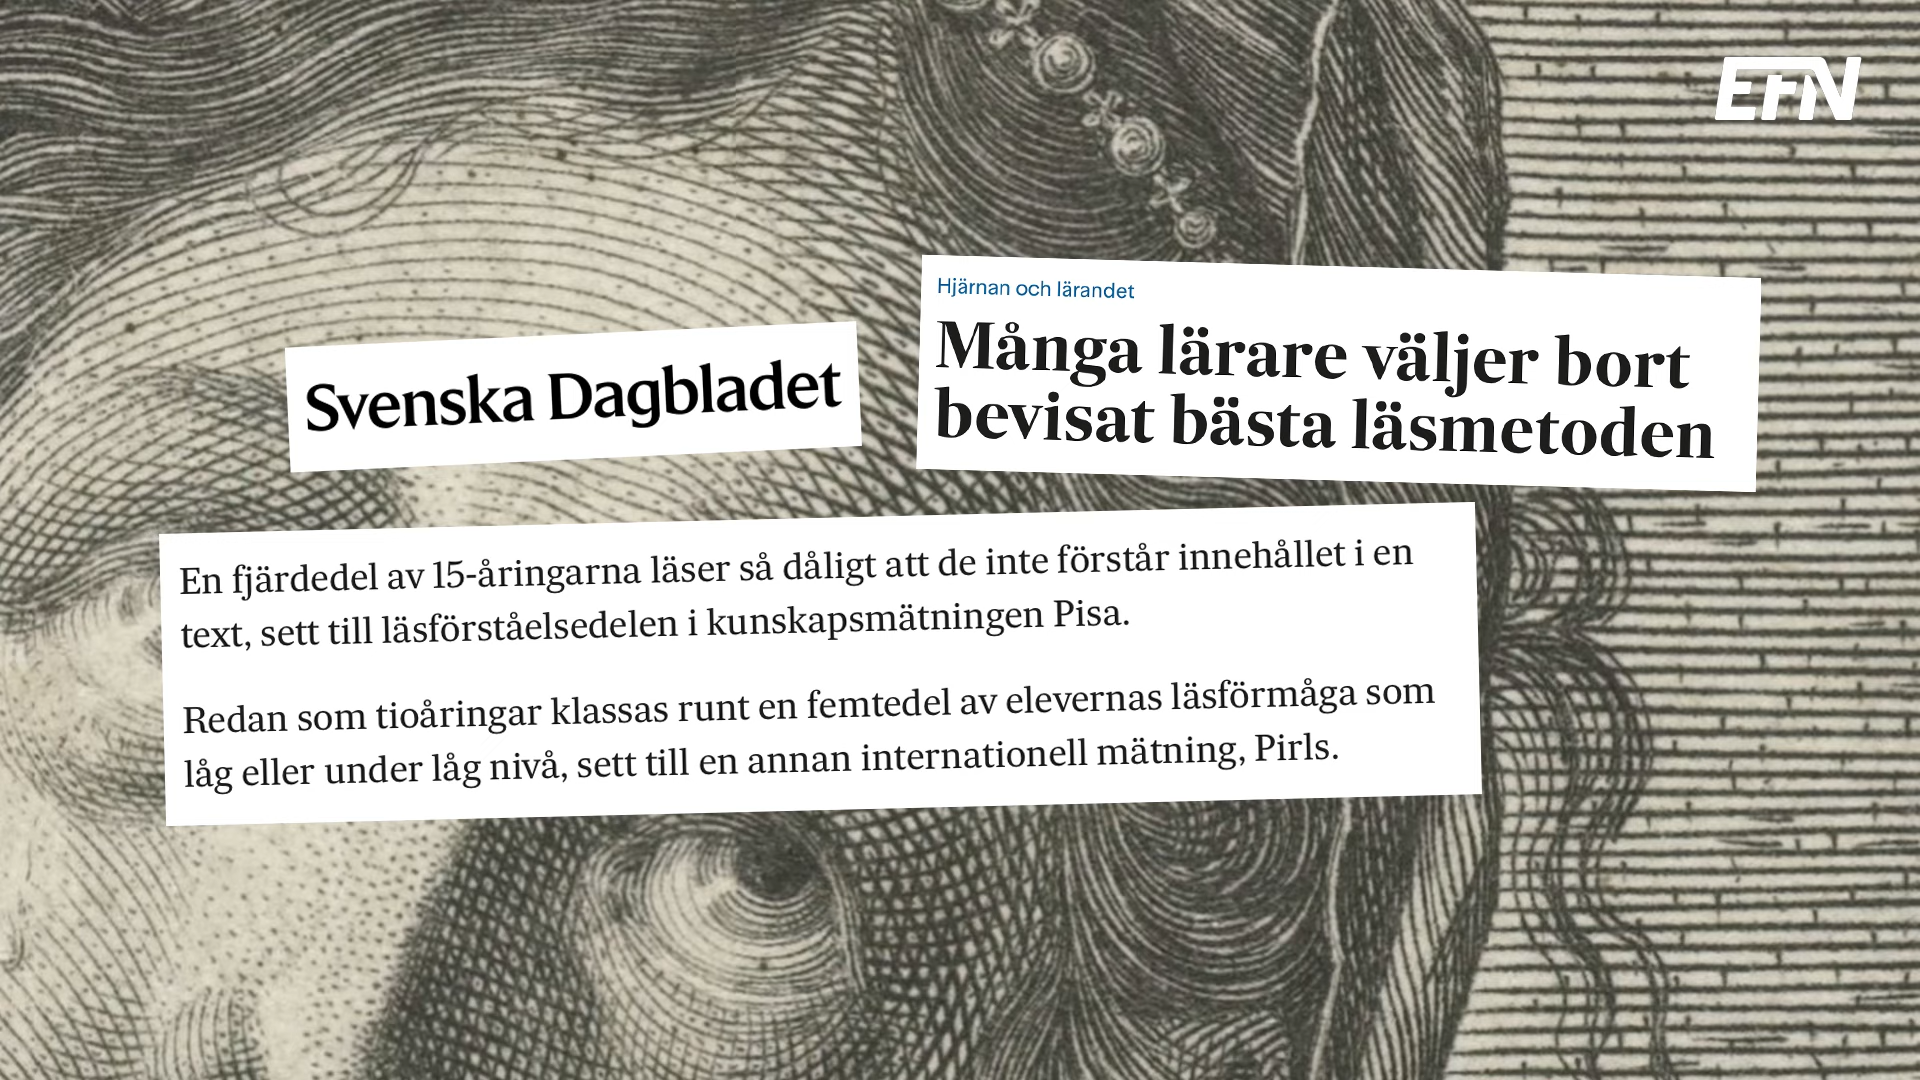 EFN
Hjärnan och lärandet
Många lärare väljer bort
bevisat bästa läsmetoden
Svenska Dagbladet
En fjärdedel av 15-åringarna läser så dåligt att de inte förstår innehållet i en
text, sett till läsförståelsedelen i kunskapsmätningen Pisa.
Redan som tioåringar klassas runt en femtedel av elevernas läsförmåga som
låg eller under låg nivå, sett till en annan internationell mätning, Pirls.